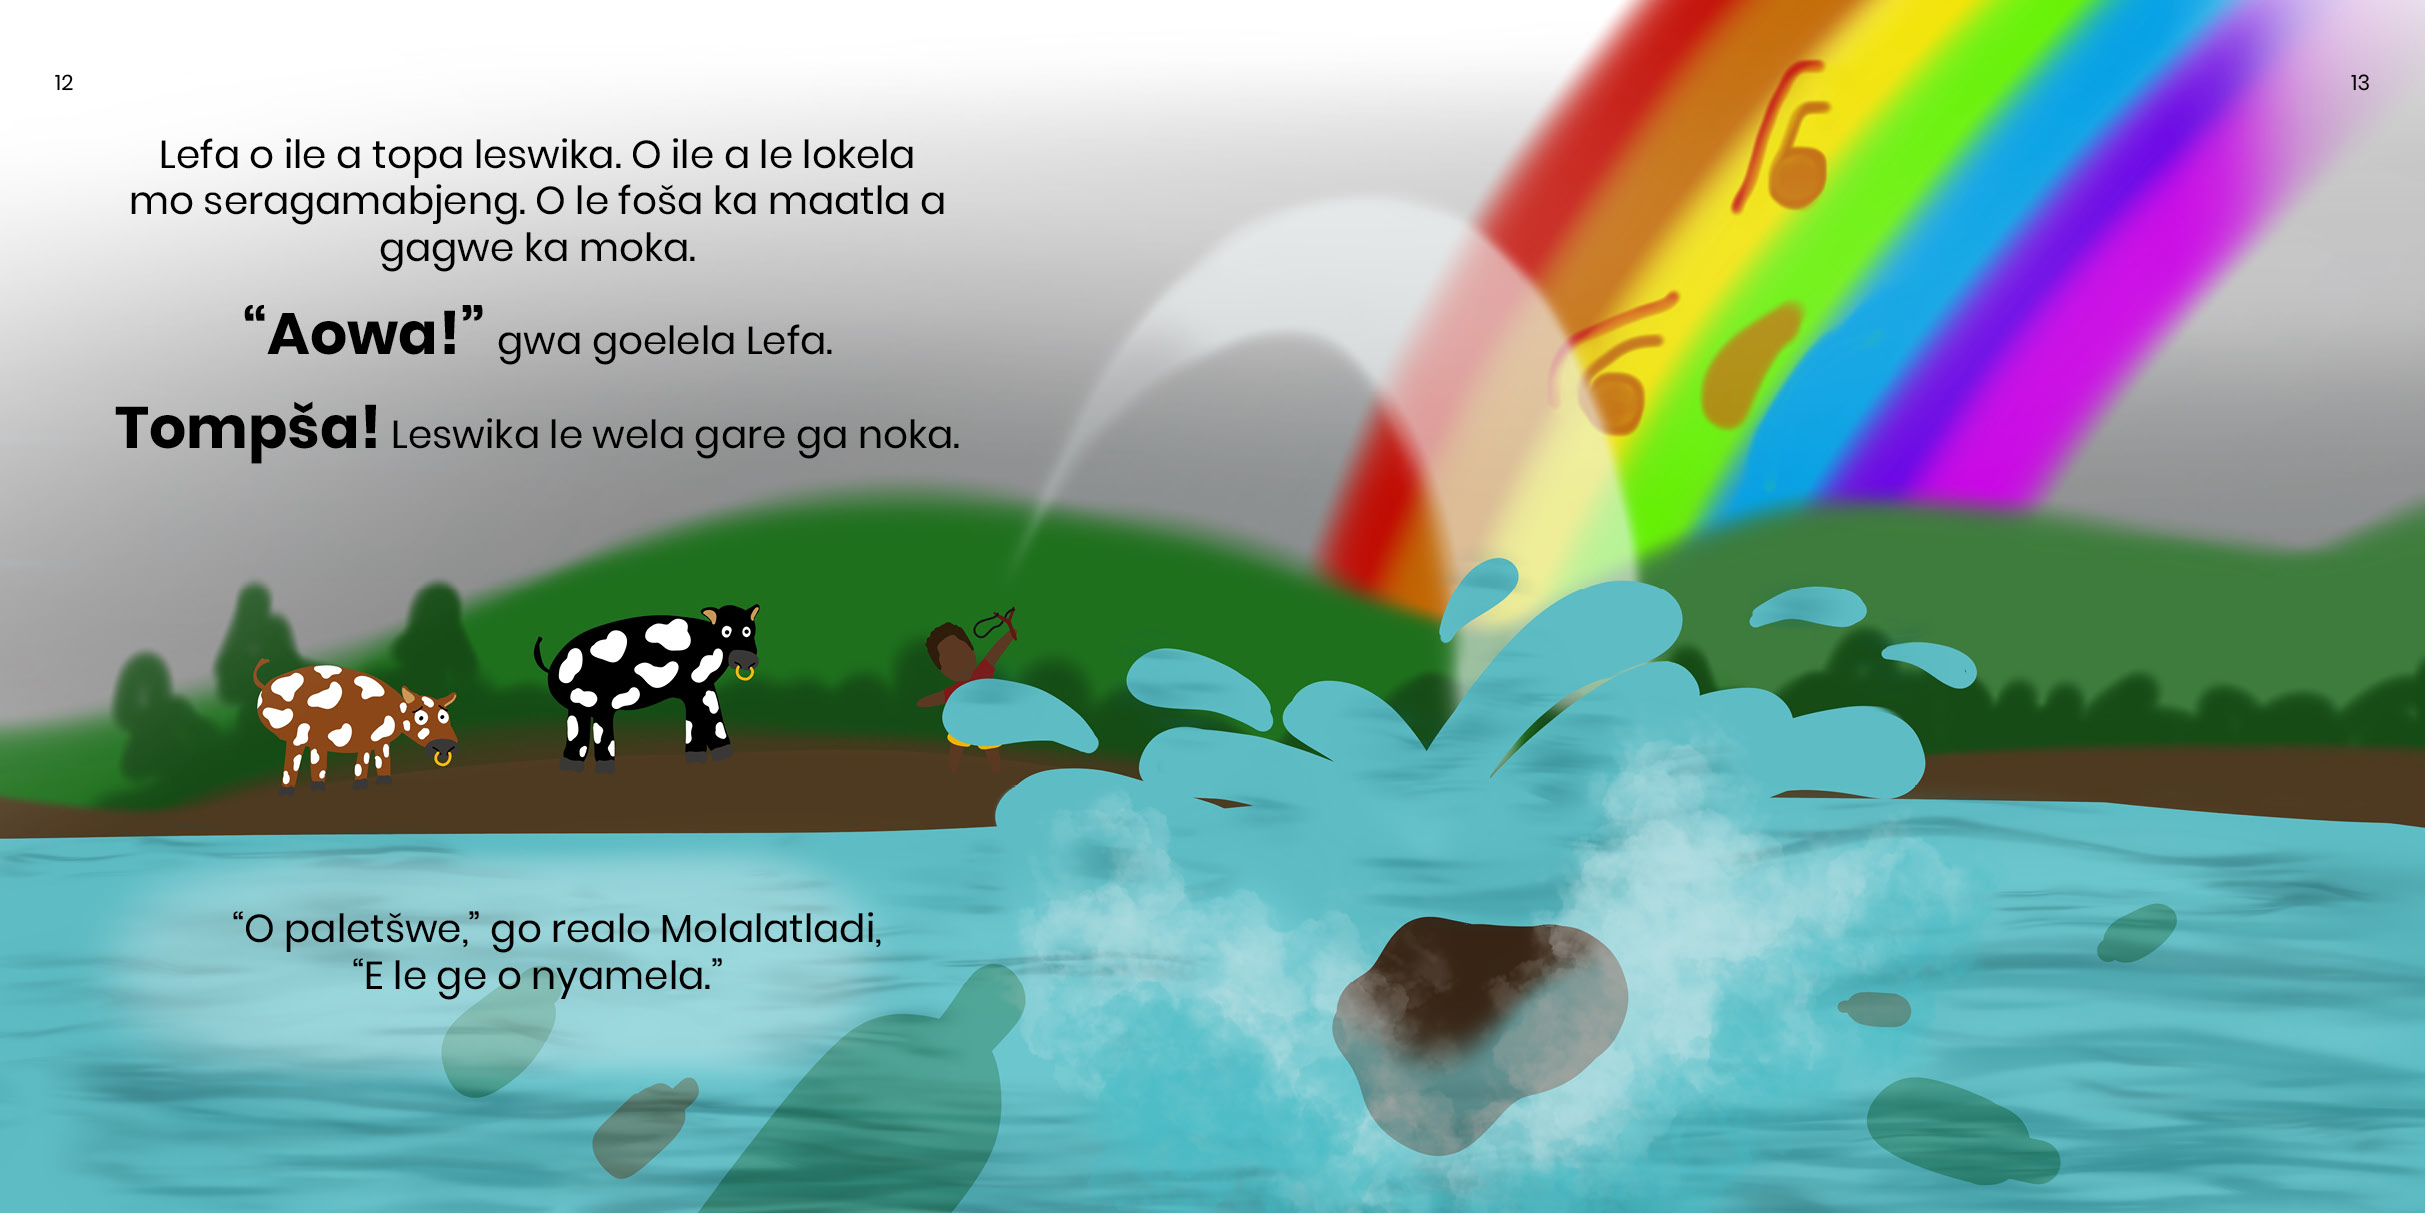 12
Lefa o ile a topa leswika. O ile a le lokela
mo seragamabjeng. O le foša ka maatla a
gagwe ka moka.
“Aowa!” gwa goelela Lefa.
Tompša! Leswika le wela gare ga noka.
“O paletšwe,” go realo Molalatladi,
“E le ge o nyamela.”
13